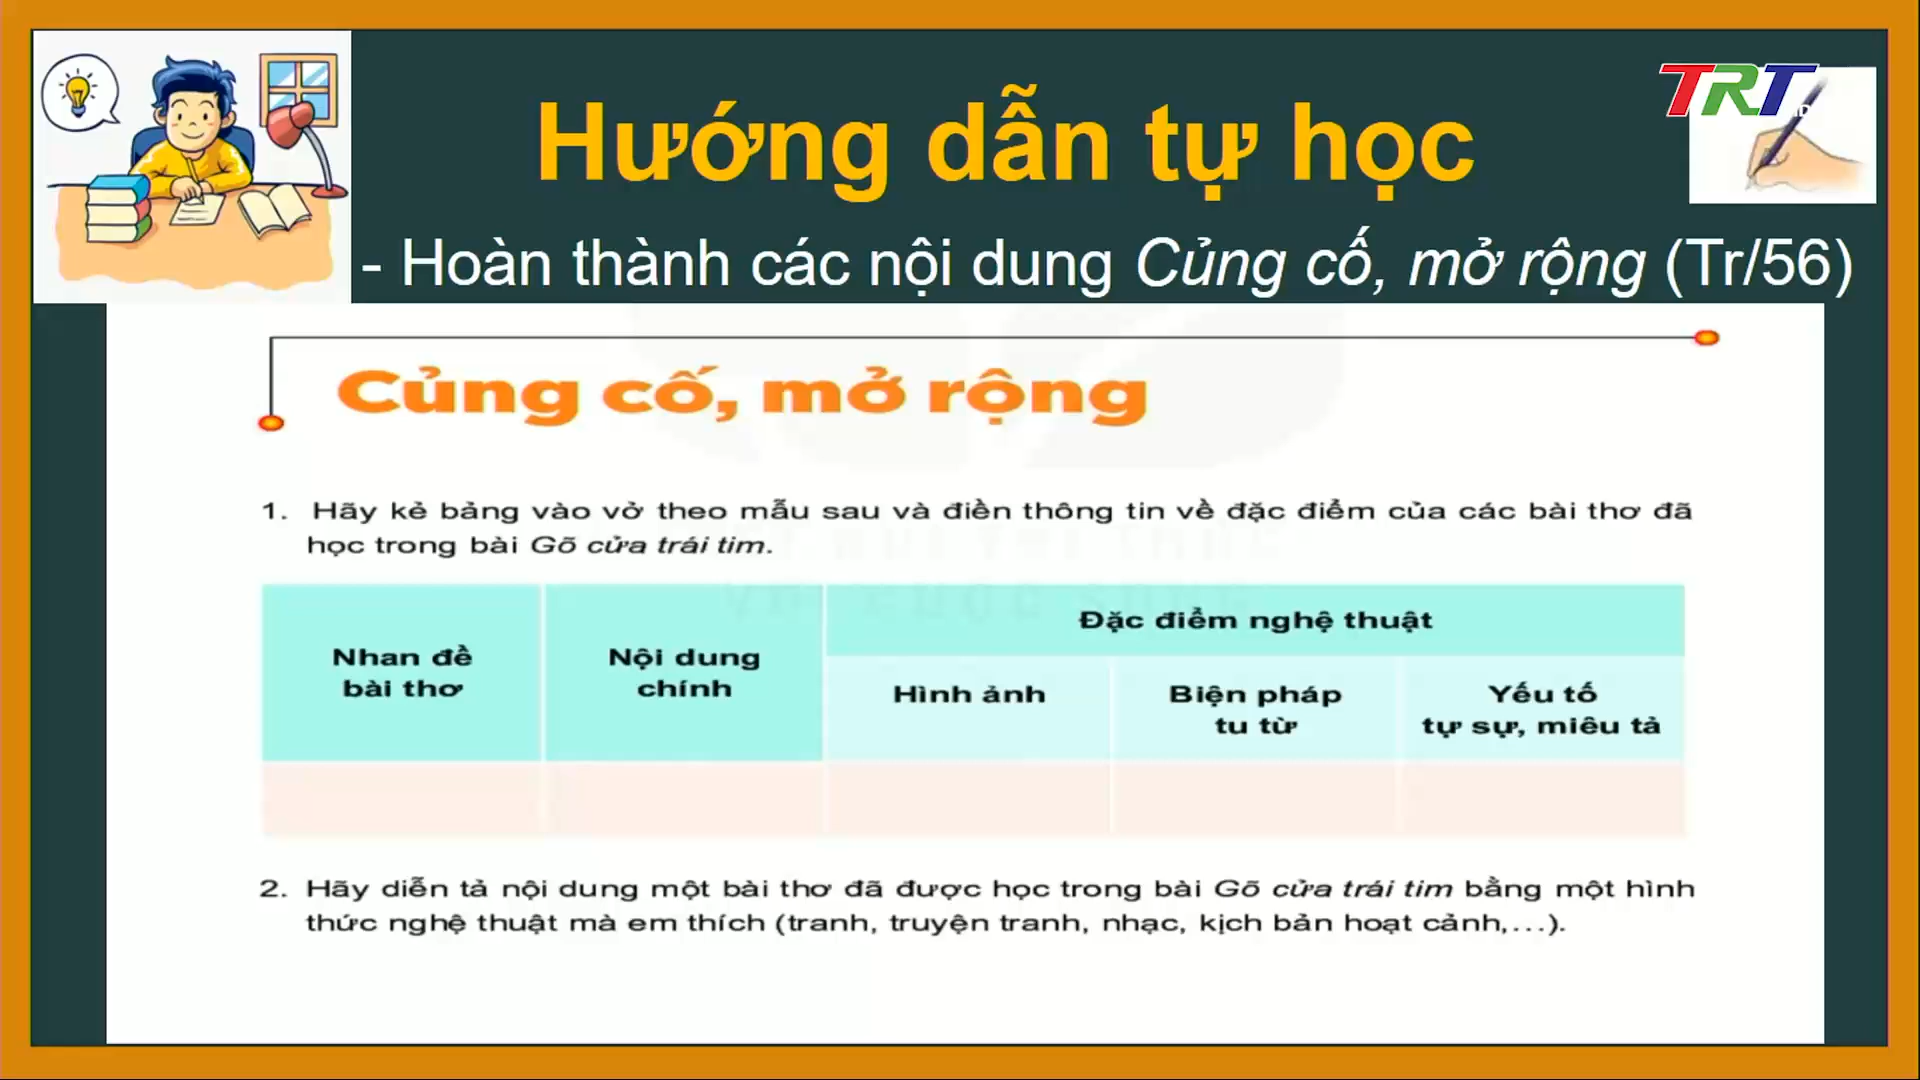 TRT
Hướng dẫn tự học
- Hoàn thành các nội dung Củng cố, mở rộng (Tr/56)
Củng cố, mở rộng
1. Hãy kẻ bảng vào vở theo mẫu sau và điền thông tin về đặc điểm của các bài thơ đã
học trong bài Gõ cửa trái tim.
Nhan đề
bài thơ
Nội dung
chính
Đặc điểm nghệ thuật
Hình ảnh
Biện pháp
tu từ
Yếu tố
tự sự, miêu tả
2. Hãy diễn tả nội dung một bài thơ đã được học trong bài Gõ cửa trái tim bằng một hình
thức nghệ thuật mà em thích (tranh, truyện tranh, nhạc, kịch bản hoạt cảnh,...).